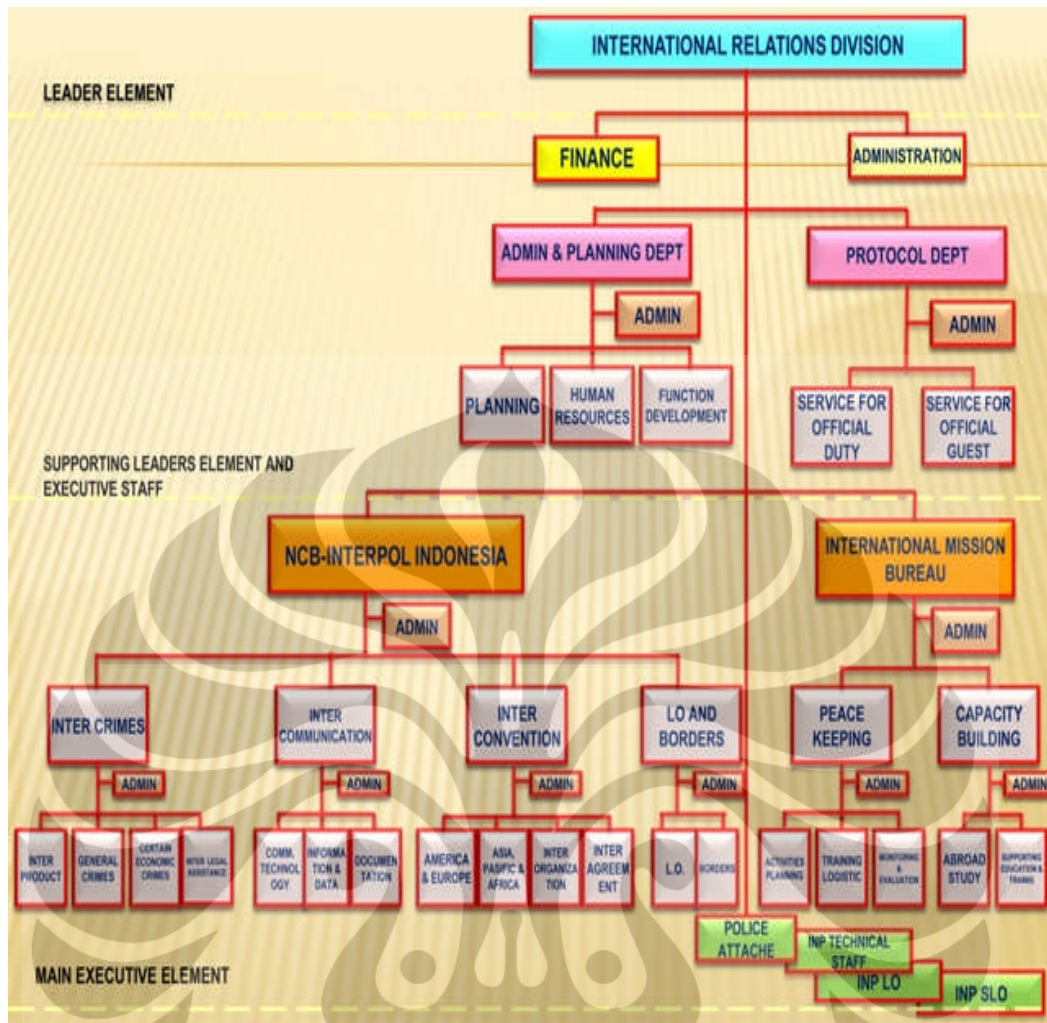 INTERNATIONAL RELATIONS DIVISION
LEADER ELEMENT
FINANCE
ADMINISTRATION
ADMIN & PLANNING DEPT
PROTOCOL DEPT
ADMIN
ADMIN
PLANNING
HUMAN
RESOURCES
FUNCTION
DEVELOPMENT
SERVICE FOR
OFFICIAL
DUTY
SERVICE FOR
OFFICIAL
GUEST
SUPPORTING LEADERS ELEMENT AND
EXECUTIVE STAFF
NCB-INTERPOL INDONESIA
INTERNATIONAL MISSION
BUREAU
ADMIN
ADMIN
INTER CRIMES
INTER
COMMUNICATION
INTER
CONVENTION
LO AND
BORDERS
PEACE
KEEPING
CAPACITY
BUILDING
ADMIN
ADMIN
ADMIN
ADMIN
ADMIN
ADMIN
INTER
PRODUCT
GENERAL
CRIMES
CERTAIN
ECONOMIC
CRIMES
INTER LEGAL
ASSISTANCE
COMM.
TECHNOL
OGY
INFORMA
TION &
DATA
DOCUMEN
TATION
AMERICA
& EUROPE
ASIA,
PASIFIC &
AFRICA
INTER
ORGANIZA
TION
INTER
AGREEM
ENT
L.O.
BORDERS
ACTIVITIES
PLANNING
TRAINING
LOGISTIC
MONITORING
&
EVALUATION
ABROAD
STUDY
SUPPORTING
EDUCATION &
POLICE
ATTACHE
INP TECHNICAL
STAFF
INP LO
INP SLO
MAIN EXECUTIVE ELEMENT